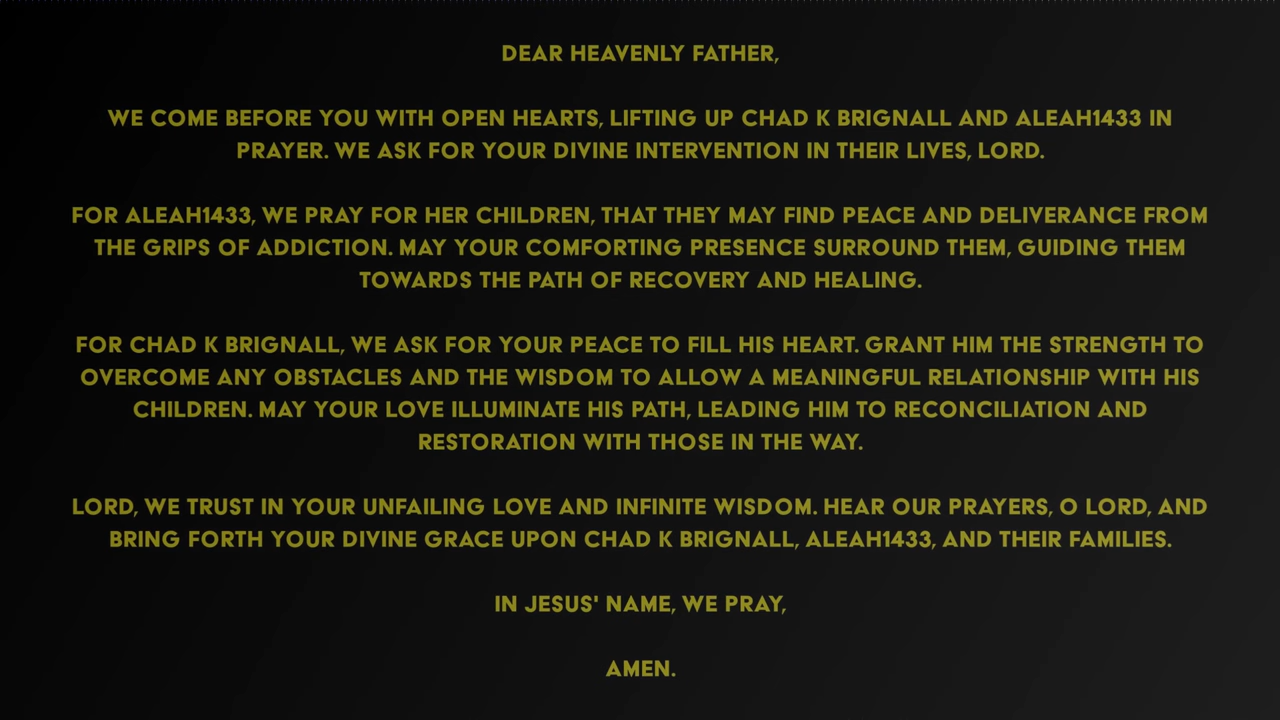 DEAR HEAVENLY FATHER,
WE COME BEFORE YOU WITH OPEN HEARTS, LIFTING UP CHAD K BRIGNALL AND ALEAH1433 IN
PRAYER. WE ASK FOR YOUR DIVINE INTERVENTION IN THEIR LIVES, LORD.
FOR ALEAH1433, WE PRAY FOR HER CHILDREN, THAT THEY MAY FIND PEACE AND DELIVERANCE FROM
THE GRIPS OF ADDICTION. MAY YOUR COMFORTING PRESENCE SURROUND THEM, GUIDING THEM
TOWARDS THE PATH OF RECOVERY AND HEALING.
FOR CHAD K BRIGNALL, WE ASK FOR YOUR PEACE TO FILL HIS HEART. GRANT HIM THE STRENGTH TO
OVERCOME ANY OBSTACLES AND THE WISDOM TO ALLOW A MEANINGFUL RELATIONSHIP WITH HIS
CHILDREN. MAY YOUR LOVE ILLUMINATE HIS PATH, LEADING HIM TO RECONCILIATION AND
RESTORATION WITH THOSE IN THE WAY.
LORD, WE TRUST IN YOUR UNFAILING LOVE AND INFINITE WISDOM. HEAR OUR PRAYERS, O LORD, AND
BRING FORTH YOUR DIVINE GRACE UPON CHAD K BRIGNALL, ALEAH1433, AND THEIR FAMILIES.
IN JESUS' NAME, WE PRAY,
AMEN.